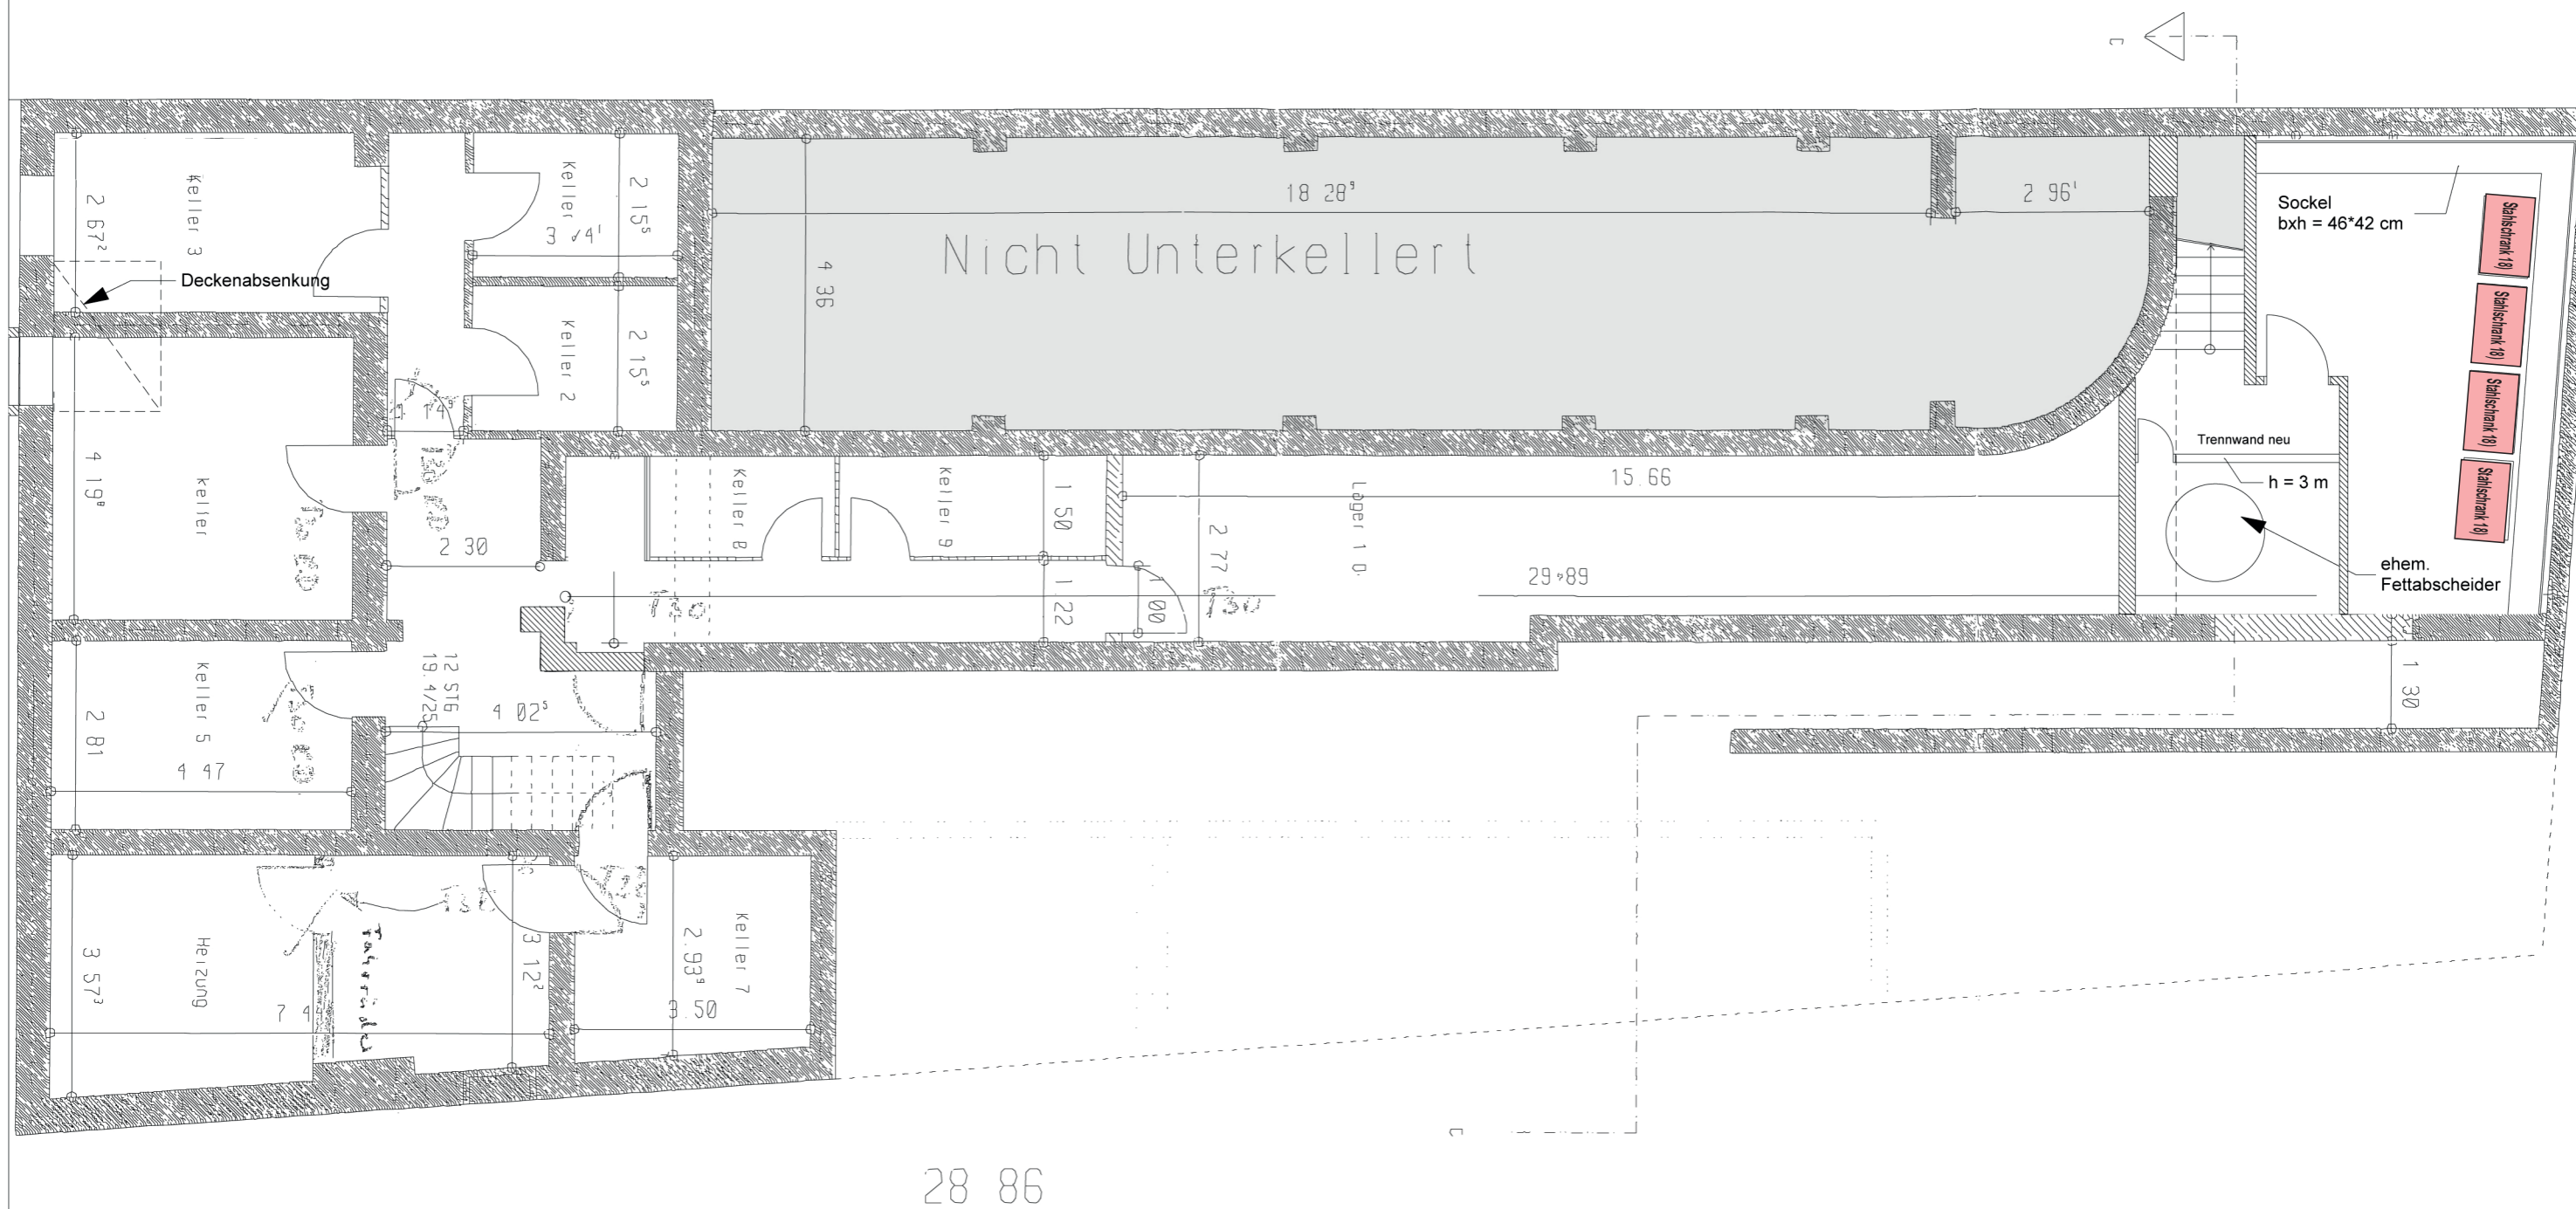 C
Keller 3
2 67²
Deckenabsenkung
Keller
3
4¹
2 15⁵
Keller 2
2 15⁵
18 28⁹
2 96¹
Nicht Unterkellert
4 36
Sockel
bxh = 46*42 cm
Stahlschrank 18)
Stahlschrank 18)
Stahlschrank 18)
Stahlschrank 18)
Trennwand neu
h = 3 m
ehem.
Fettabscheider
keller
4 19⁸
14⁹
2 30
Keller 8
Keller 9
1 50
1.22
1 00
2 77
Lager 1
15.66
29.89
1 30
Keller 5
2 81
4 47
12 STG
19.4/25
4 02⁵
Heizung
3 57³
3 12²
Keller 7
2.93⁹
3.50
C
28 86